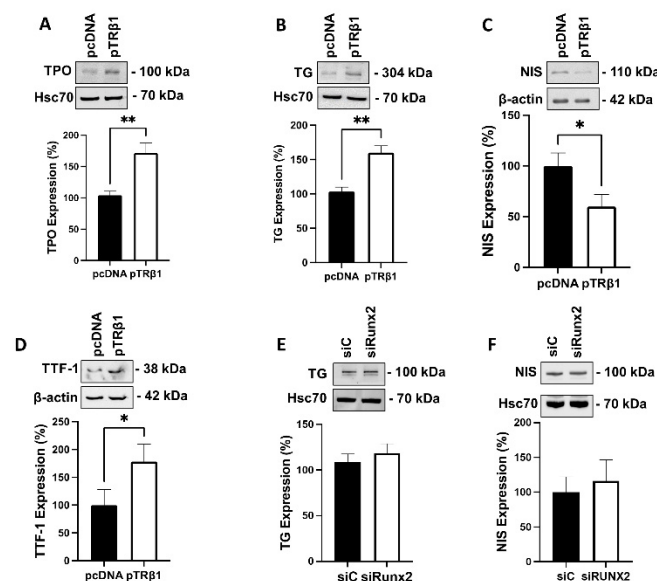 A
pcDNA
pTRβ1
TPO
- 100 kDa
Hsc70
- 70 kDa
**
TPO Expression (%)
150
100
50
0
pcDNA pTRβ1
B
pcDNA
pTRβ1
TG
- 304 kDa
Hsc70
- 70 kDa
**
TG Expression (%)
200
150
100
50
0
pcDNA pTRβ1
C
pcDNA
pTRβ1
NIS
- 110 kDa
β-actin
- 42 kDa
*
NIS Expression (%)
150
100
50
0
pcDNA pTRβ1
D
pcDNA
pTRβ1
TTF-1
- 38 kDa
β-actin
- 42 kDa
*
TTF-1 Expression (%)
200
150
100
50
0
pcDNA pTRβ1
E
siC
siRunx2
TG
- 100 kDa
Hsc70
- 70 kDa
TG Expression (%)
150
100
50
0
siC siRunx2
F
siC
siRunx2
NIS
- 100 kDa
Hsc70
- 70 kDa
NIS Expression (%)
200
150
100
50
0
siC siRUNX2